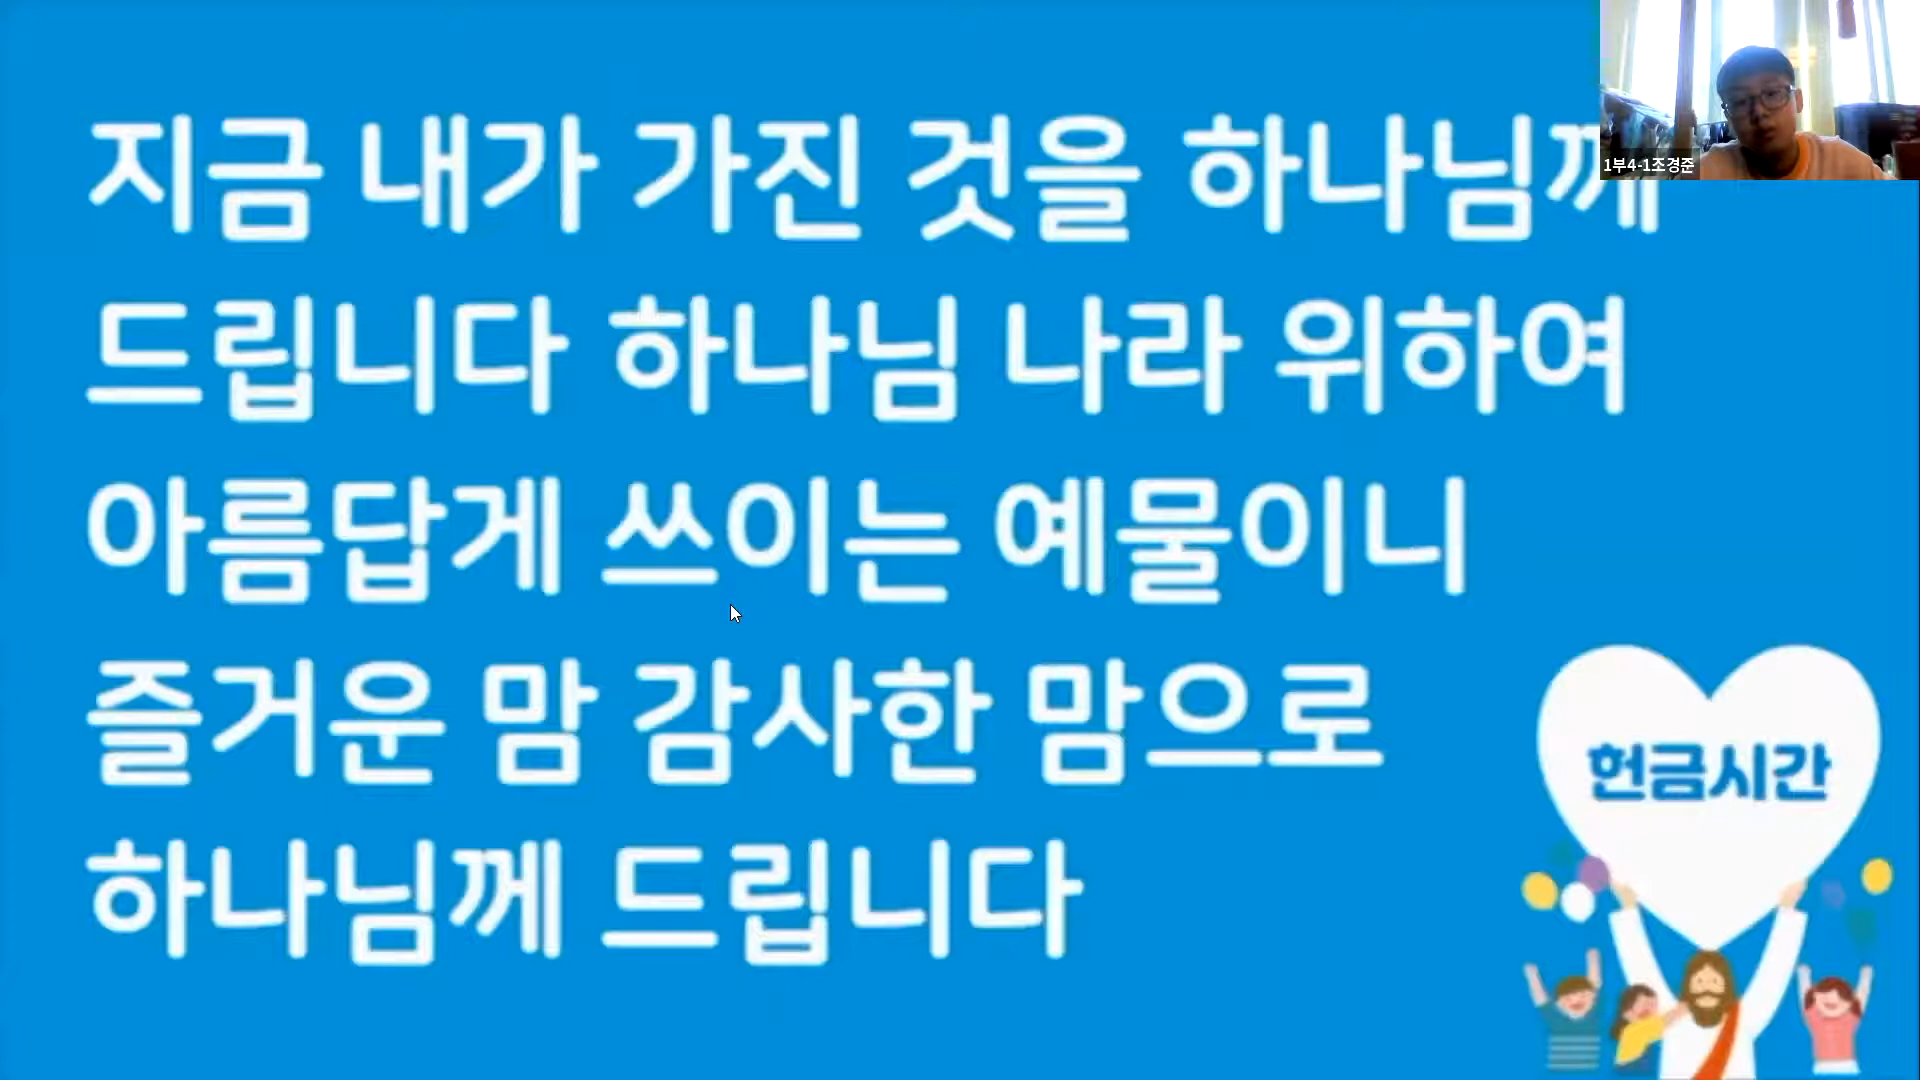 지금 내가 가진 것을 하나님께
드립니다 하나님 나라 위하여
아름답게 쓰이는 예물이니
즐거운 맘 감사한 맘으로
하나님께 드립니다
헌금시간
1부4-1조경준